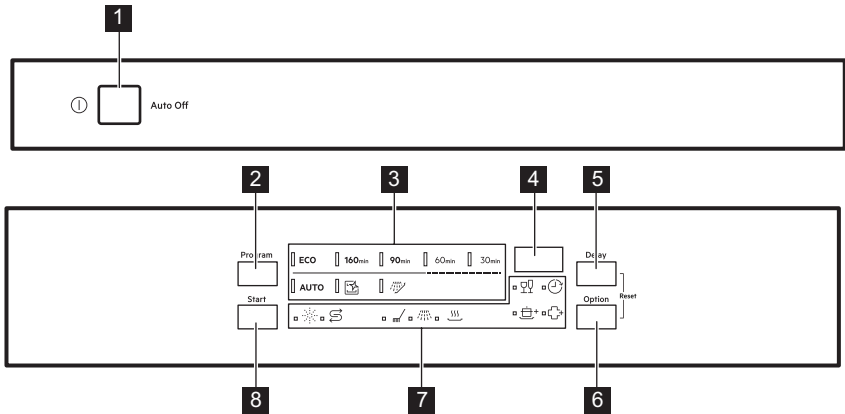 1
Auto Off
2 3 4 5
Program
ECO 160min 90min 60min 30min
Delay
AUTO
Start
Option
Reset
8 7 6